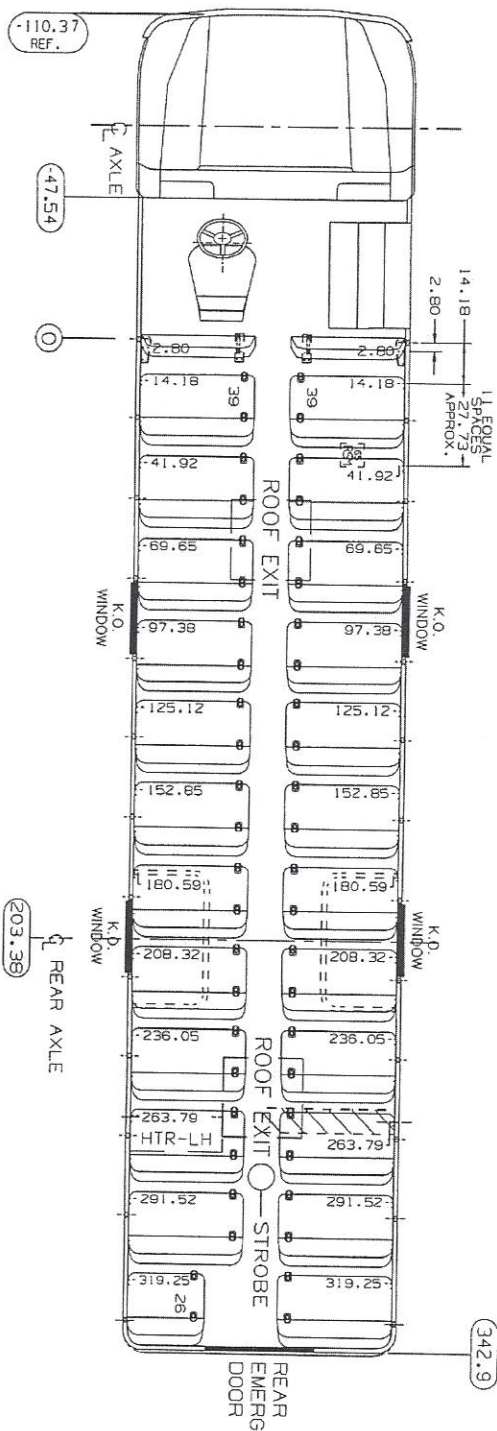 -110.37
REF.
℄ AXLE
-47.54
0
14.18
2.80
11 EQUAL
SPACES
27.73
APPROX.
2.80
2.80
14.18
14.18
39
39
41.92
41.92
ROOF EXIT
69.65
69.65
K.O.
WINDOW
K.O.
WINDOW
97.38
97.38
125.12
125.12
152.85
152.85
180.59
180.59
K.O.
WINDOW
K.O.
WINDOW
203.38
℄ REAR AXLE
208.32
208.32
236.05
236.05
ROOF EXIT
263.79
263.79
HTR-LH
STROBE
291.52
291.52
319.25
319.25
26
REAR
EMERG
DOOR
342.9